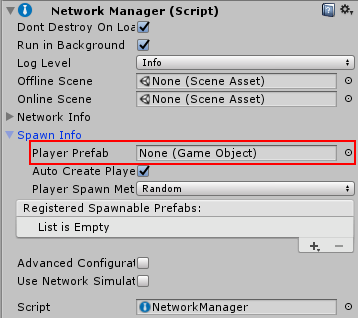 Network Manager (Script)
Dont Destroy On Loa
Run in Background
Log Level Info
Offline Scene None (Scene Asset)
Online Scene None (Scene Asset)
Network Info
Spawn Info
Player Prefab None (Game Object)
Auto Create Playe
Player Spawn Met Random
Registered Spawnable Prefabs:
List is Empty
Advanced Configurat
Use Network Simulat
Script NetworkManager